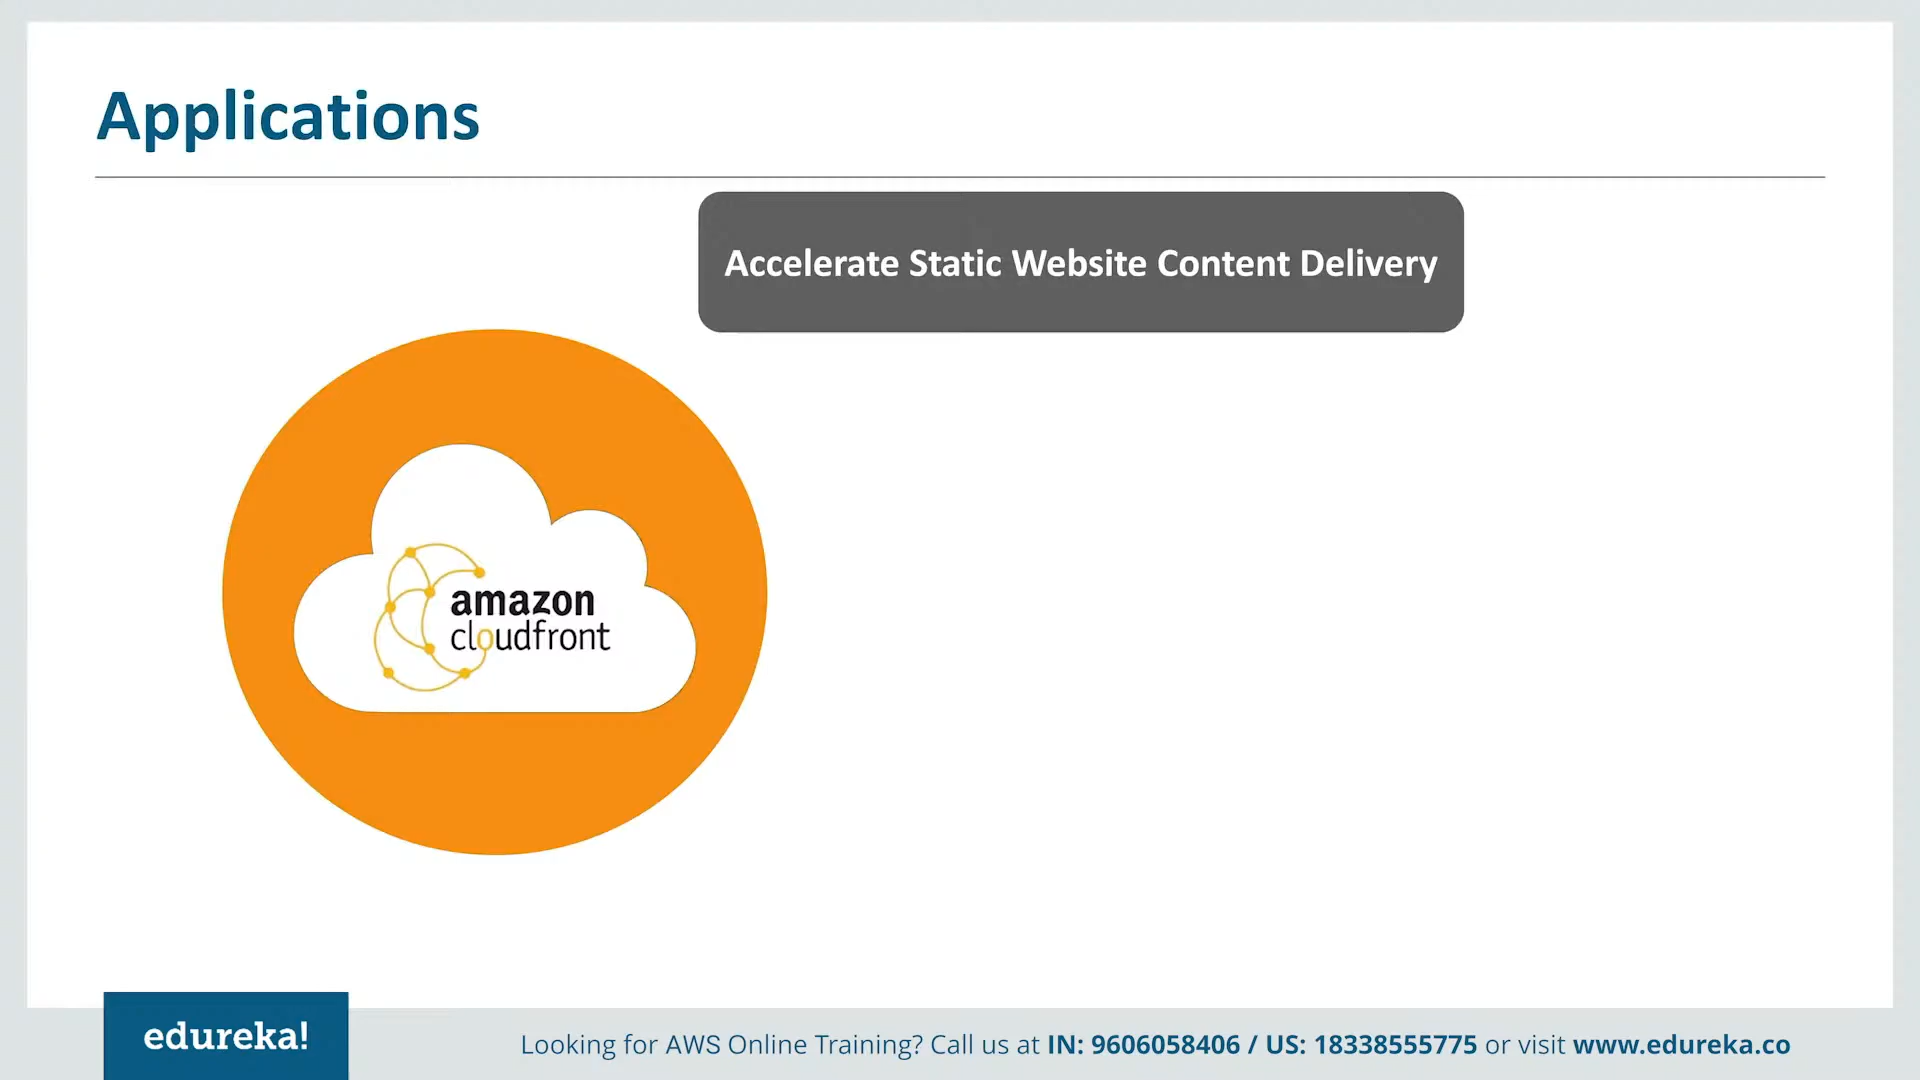 Applications
Accelerate Static Website Content Delivery
amazon
cloudfront
edureka!
Looking for AWS Online Training? Call us at IN: 9606058406 / US: 18338555775 or visit www.edureka.co